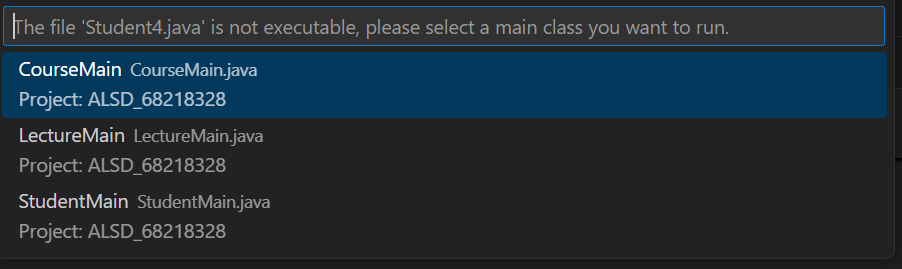 The file 'Student4.java' is not executable, please select a main class you want to run.
CourseMain CourseMain.java
Project: ALSD_68218328
LectureMain LectureMain.java
Project: ALSD_68218328
StudentMain StudentMain.java
Project: ALSD_68218328